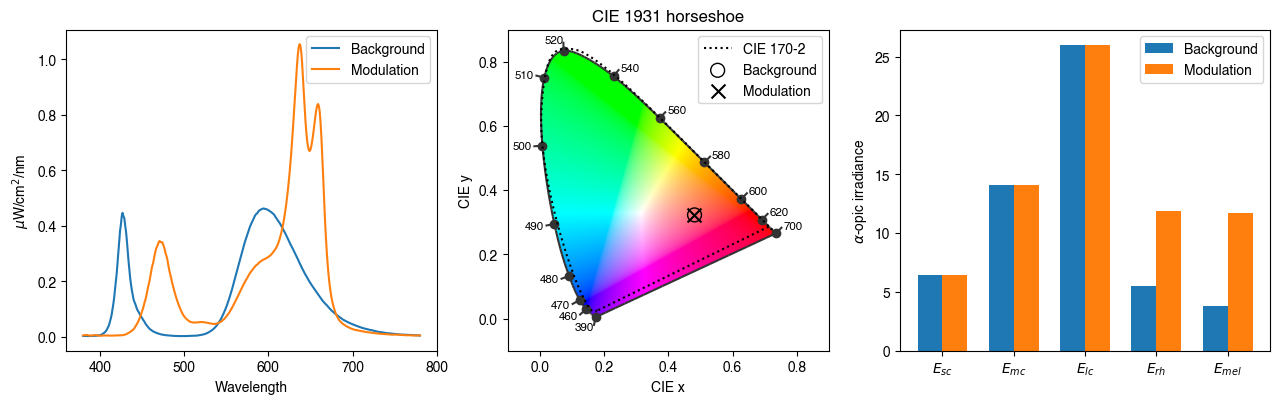 Background
Modulation
1.0
0.8
0.6
0.4
0.2
0.0
μW/cm²/nm
400
500
600
700
800
Wavelength
CIE 1931 horseshoe
CIE 170-2
Background
Modulation
0.8
0.6
0.4
0.2
0.0
CIE y
520
510
540
560
500
580
600
620
490
700
480
470
460
390
0.0
0.2
0.4
0.6
0.8
CIE x
Background
Modulation
25
20
15
10
5
0
α-opic irradiance
E_sc
E_mc
E_lc
E_rh
E_mel